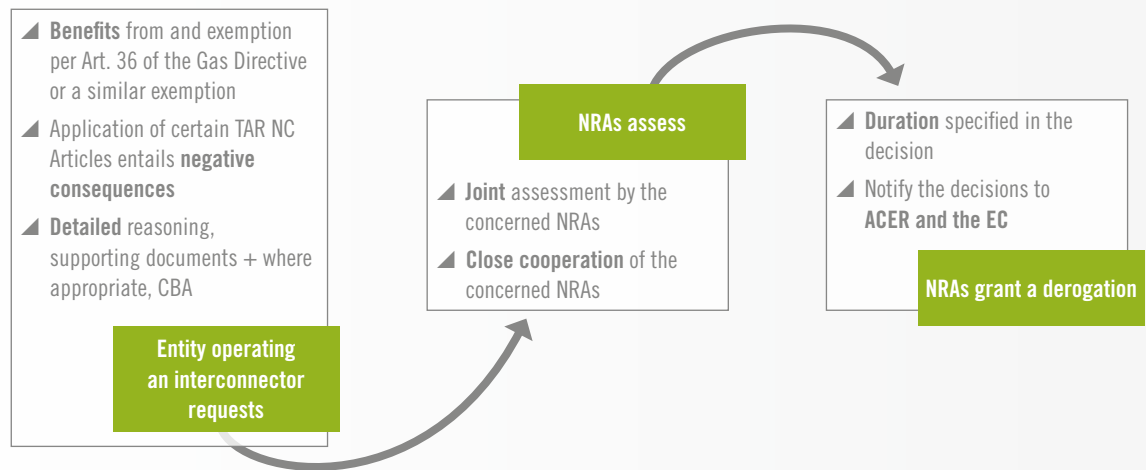 Benefits from and exemption
per Art. 36 of the Gas Directive
or a similar exemption
Application of certain TAR NC
Articles entails negative
consequences
Detailed reasoning,
supporting documents + where
appropriate, CBA
Entity operating
an interconnector
requests
NRAs assess
Joint assessment by the
concerned NRAs
Close cooperation of the
concerned NRAs
Duration specified in the
decision
Notify the decisions to
ACER and the EC
NRAs grant a derogation